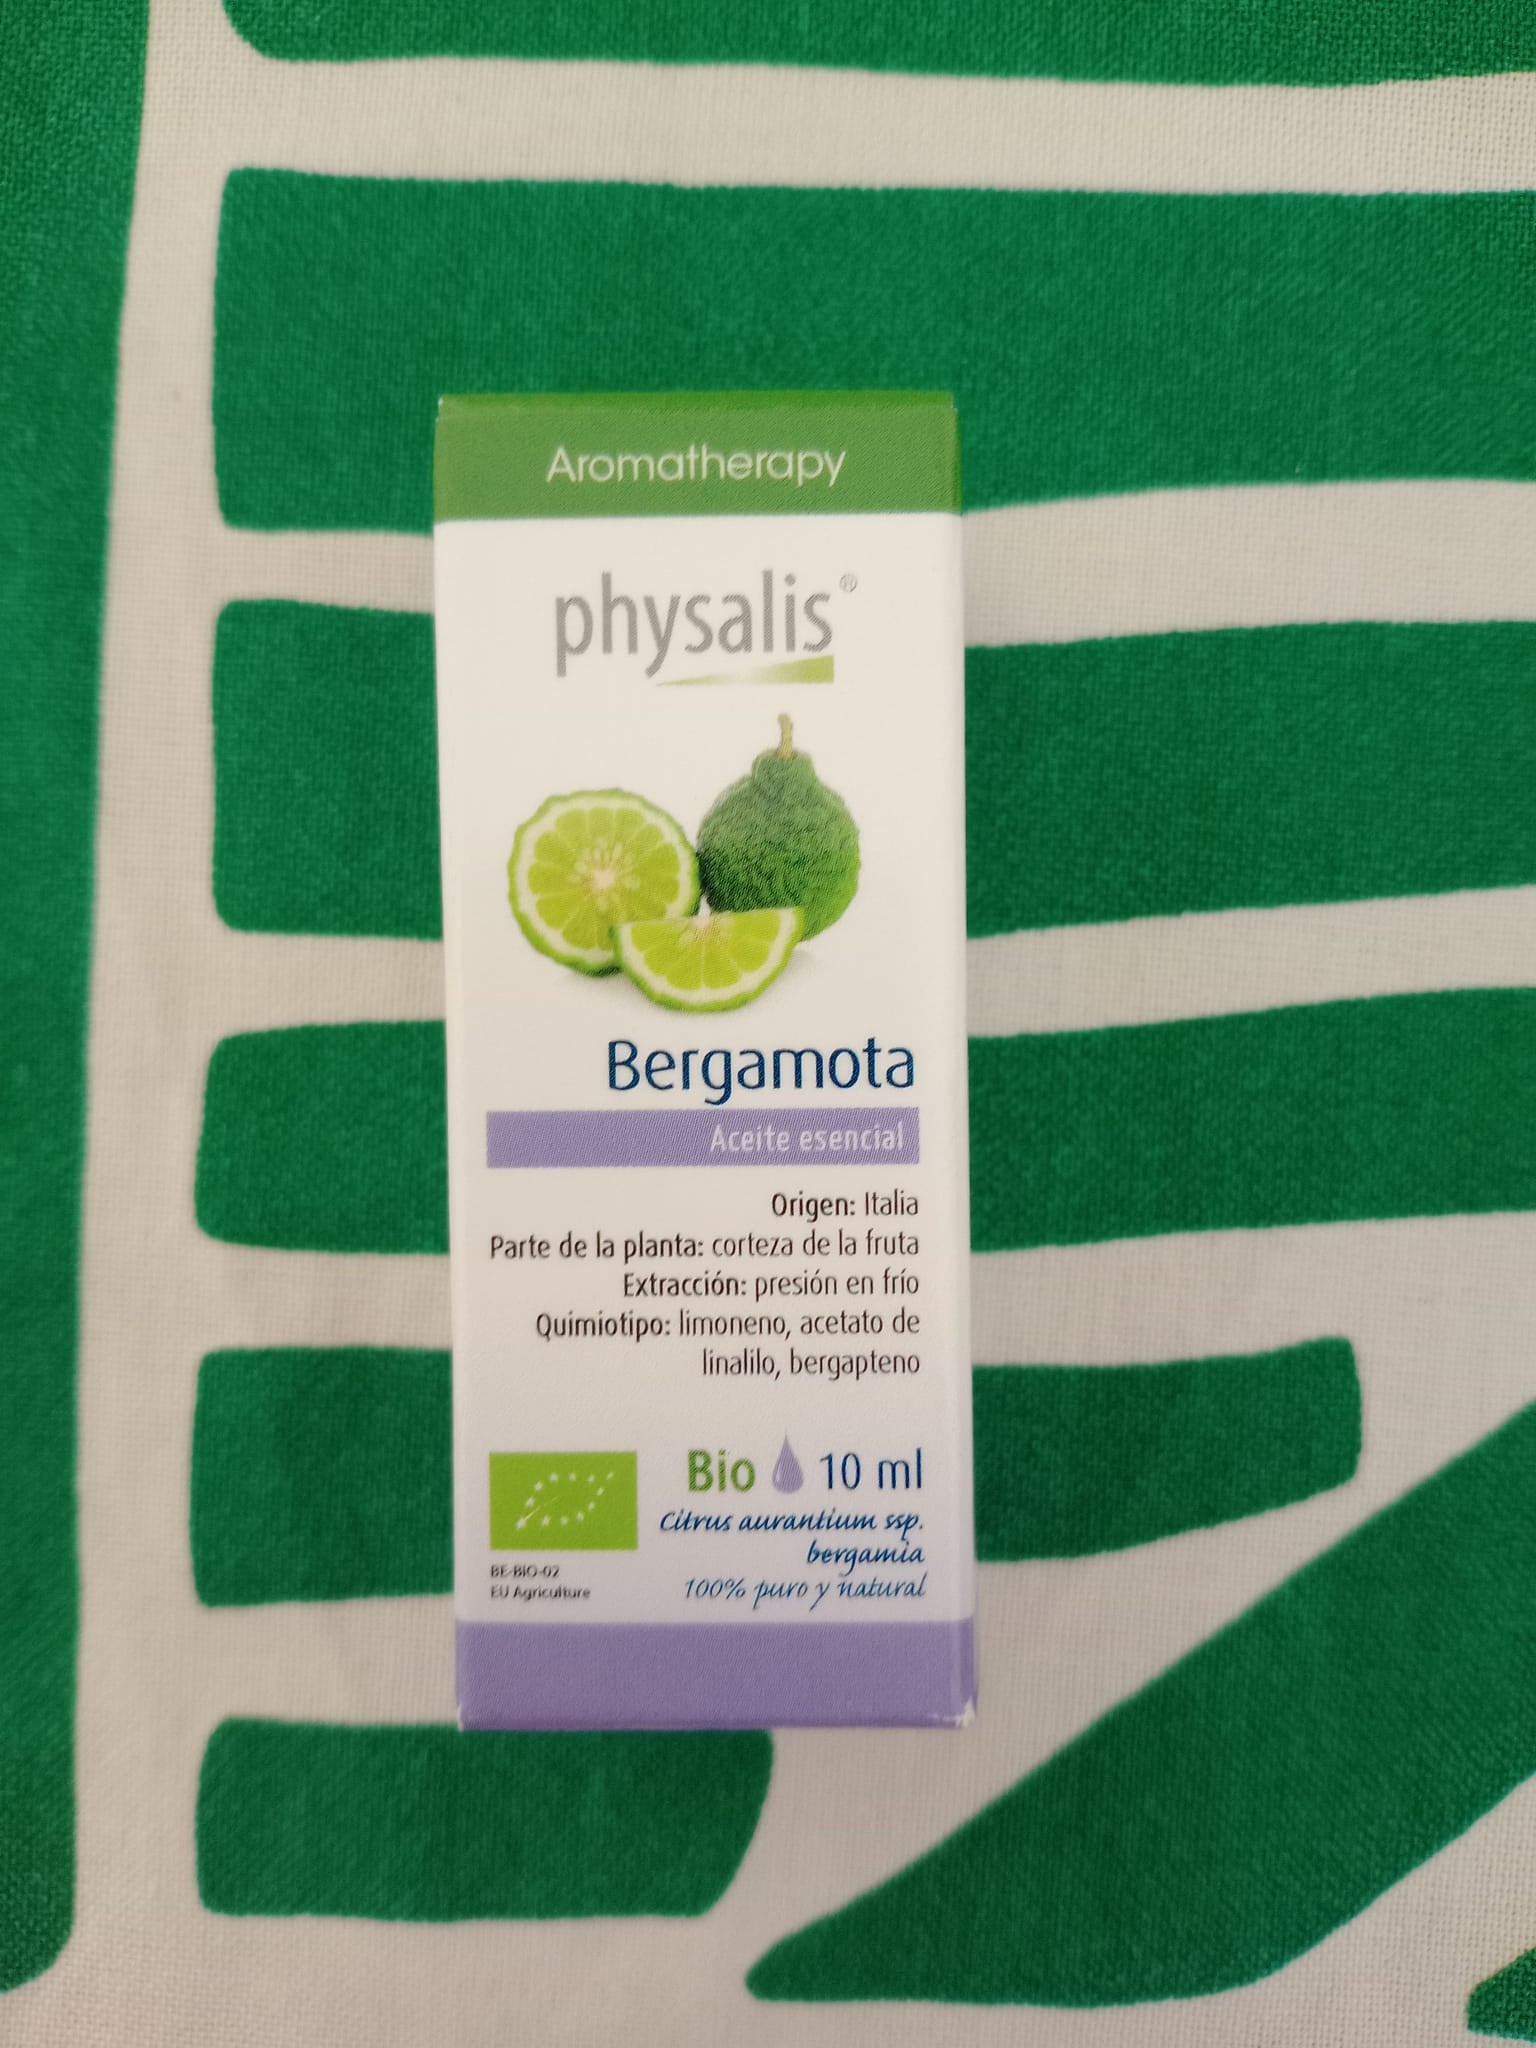 Aromatherapy
physalis®
Bergamota
Aceite esencial
Origen: Italia
Parte de la planta: corteza de la fruta
Extracción: presión en frío
Quimiotipo: limoneno, acetato de
linalilo, bergapteno
Bio 10 ml
Citrus aurantium ssp.
bergamia
100% puro y natural
BE-BIO-02
EU Agriculture